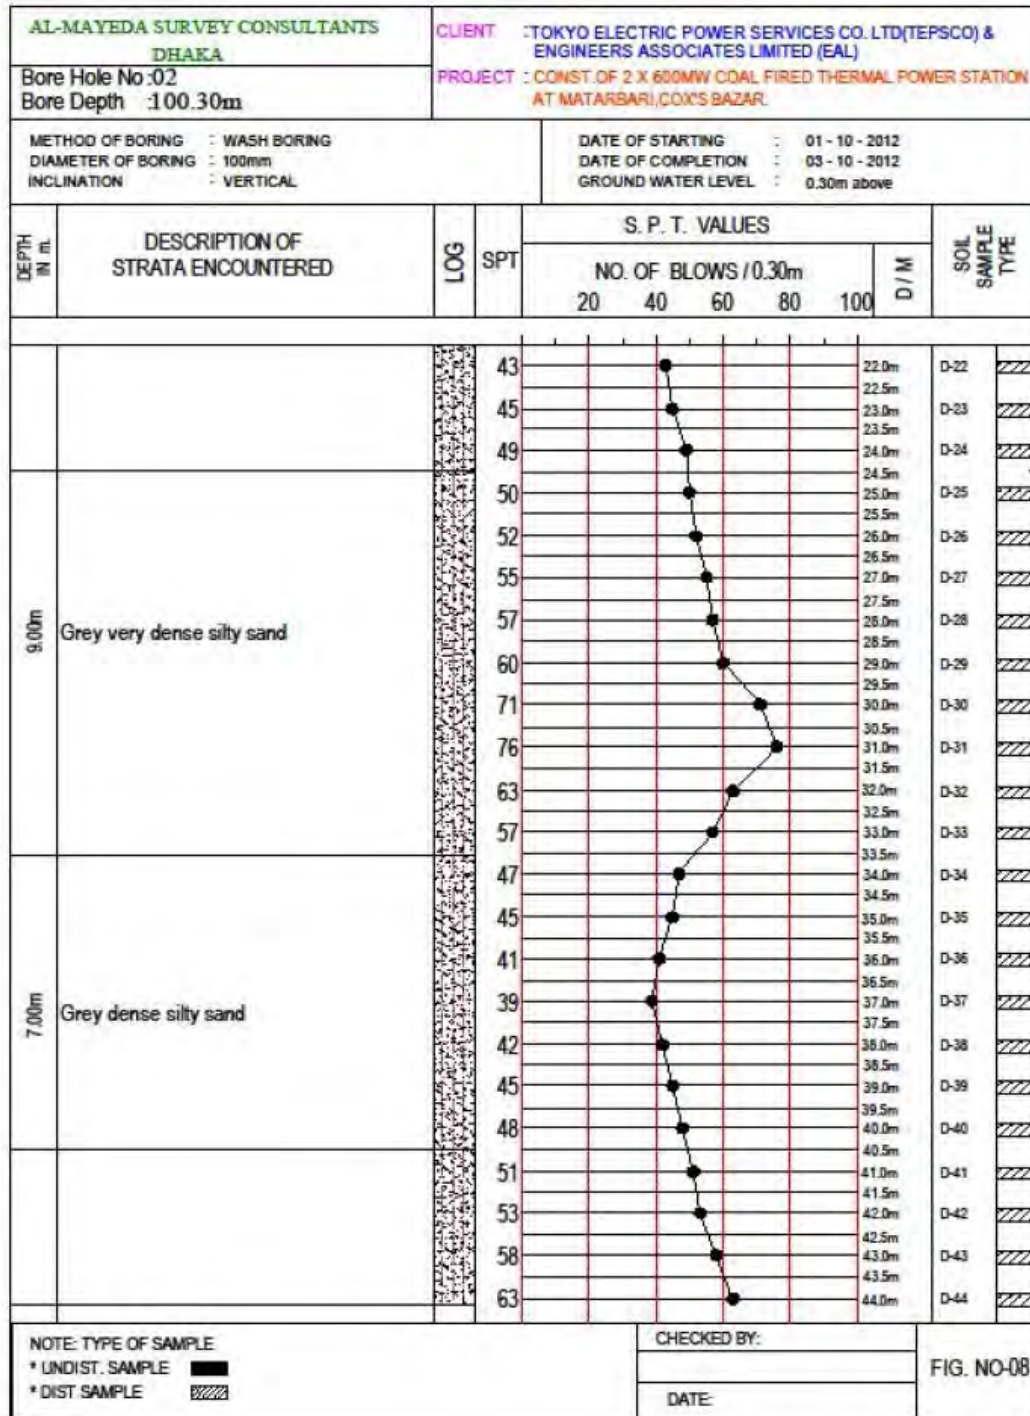 AL-MAYEDA SURVEY CONSULTANTS
DHAKA
Bore Hole No :02
Bore Depth :100.30m
CLIENT :TOKYO ELECTRIC POWER SERVICES CO. LTD(TEPSCO) &
ENGINEERS ASSOCIATES LIMITED (EAL)
PROJECT : CONST.OF 2 X 600MW COAL FIRED THERMAL POWER STATION
AT MATARBARI,COX'S BAZAR.
METHOD OF BORING : WASH BORING
DIAMETER OF BORING : 100mm
INCLINATION : VERTICAL
DATE OF STARTING : 01 - 10 - 2012
DATE OF COMPLETION : 03 - 10 - 2012
GROUND WATER LEVEL : 0.30m above
DEPTH
IN m.
DESCRIPTION OF
STRATA ENCOUNTERED
LOG
SPT
S. P. T. VALUES
NO. OF BLOWS / 0.30m
20 40 60 80 100
D / M
SOIL
SAMPLE
TYPE
43 22.0m D-22
22.5m
45 23.0m D-23
23.5m
49 24.0m D-24
24.5m
50 25.0m D-25
25.5m
52 26.0m D-26
26.5m
55 27.0m D-27
27.5m
57 28.0m D-28
28.5m
9.00m Grey very dense silty sand
60 29.0m D-29
29.5m
71 30.0m D-30
30.5m
76 31.0m D-31
31.5m
63 32.0m D-32
32.5m
57 33.0m D-33
33.5m
47 34.0m D-34
34.5m
45 35.0m D-35
35.5m
41 36.0m D-36
36.5m
39 37.0m D-37
7.00m Grey dense silty sand
37.5m
42 38.0m D-38
38.5m
45 39.0m D-39
39.5m
48 40.0m D-40
40.5m
51 41.0m D-41
41.5m
53 42.0m D-42
42.5m
58 43.0m D-43
43.5m
63 44.0m D-44
NOTE: TYPE OF SAMPLE
* UNDIST. SAMPLE
* DIST SAMPLE
CHECKED BY:
DATE:
FIG. NO-08